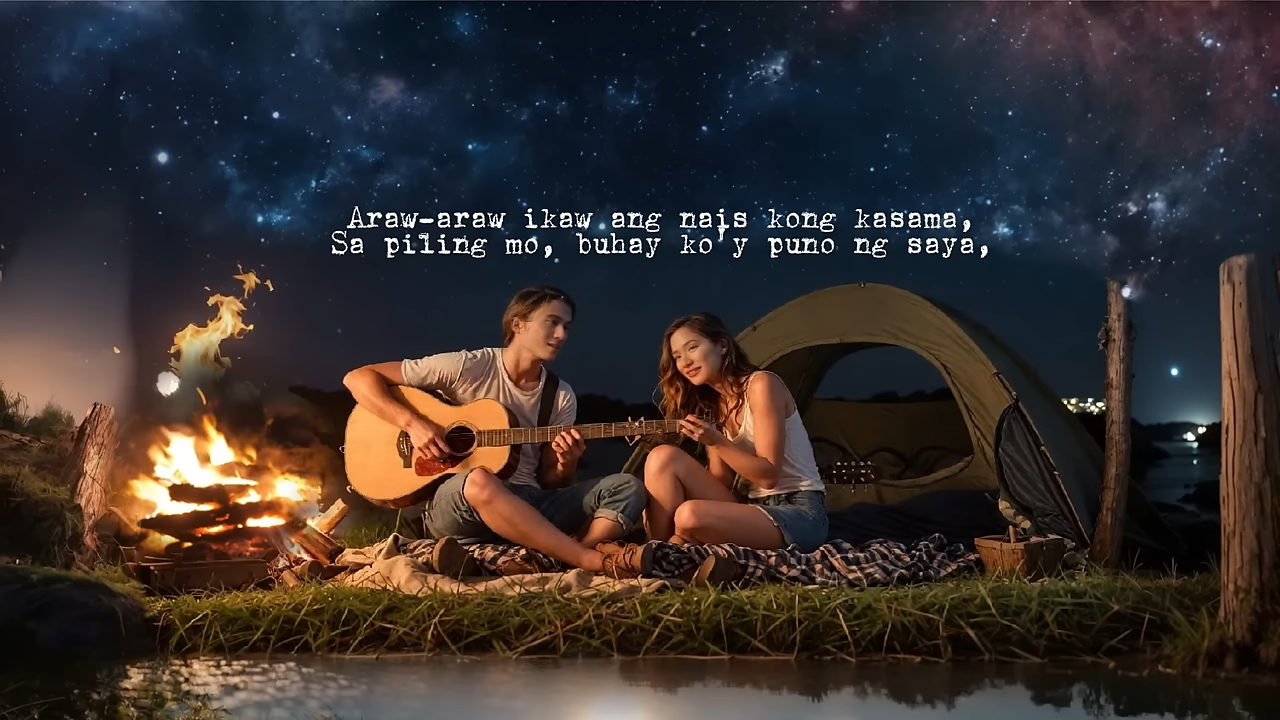 Araw-araw ikaw ang nais kong kasama,
Sa piling mo, buhay ko'y puno ng saya,